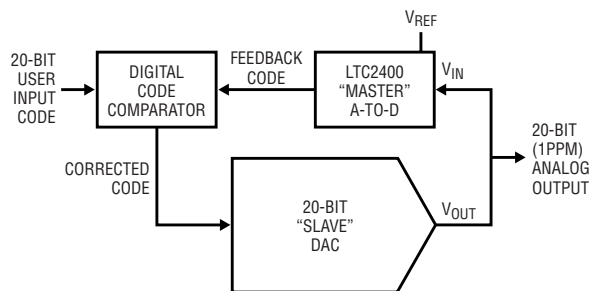 20-BIT
USER
INPUT
CODE
DIGITAL
CODE
COMPARATOR
FEEDBACK
CODE
VREF
LTC2400
“MASTER”
A-TO-D
VIN
20-BIT
(1PPM)
ANALOG
OUTPUT
CORRECTED
CODE
20-BIT
“SLAVE”
DAC
VOUT